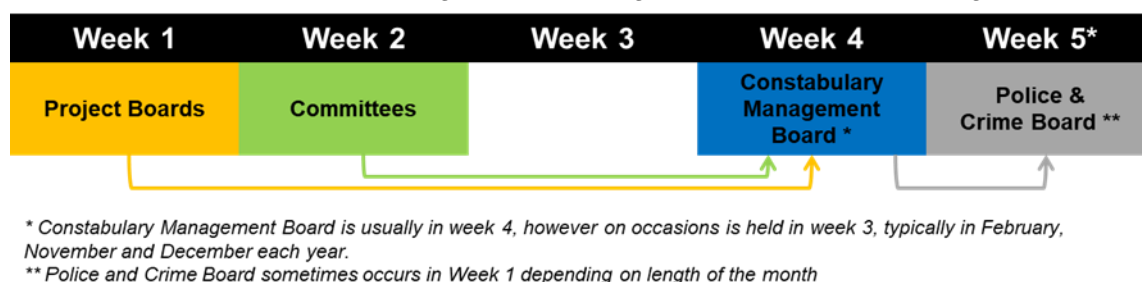 Week 1 Week 2 Week 3 Week 4 Week 5*
Project Boards
Committees
Constabulary
Management
Board *
Police &
Crime Board **
* Constabulary Management Board is usually in week 4, however on occasions is held in week 3, typically in February,
November and December each year.
** Police and Crime Board sometimes occurs in Week 1 depending on length of the month